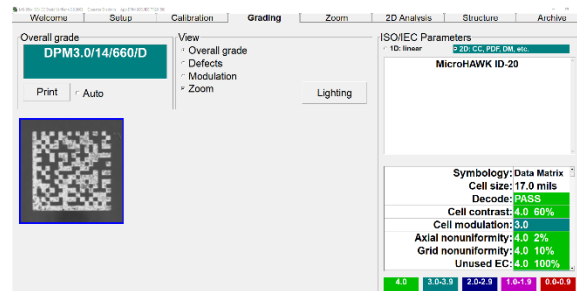 Welcome Setup Calibration Grading Zoom 2D Analysis Structure Archive
Overall grade
DPM3.0/14/660/D
Print
Auto
View
Overall grade
Defects
Modulation
Zoom
Lighting
ISO/IEC Parameters
1D: linear
2D: CC, PDF, DM, etc.
MicroHAWK ID-20
Symbology: Data Matrix
Cell size: 17.0 mils
Decode: PASS
Cell contrast: 4.0 60%
Cell modulation: 3.0
Axial nonuniformity: 4.0 2%
Grid nonuniformity: 4.0 10%
Unused EC: 4.0 100%
4.0 3.0-3.9 2.0-2.9 1.0-1.9 0.0-0.9